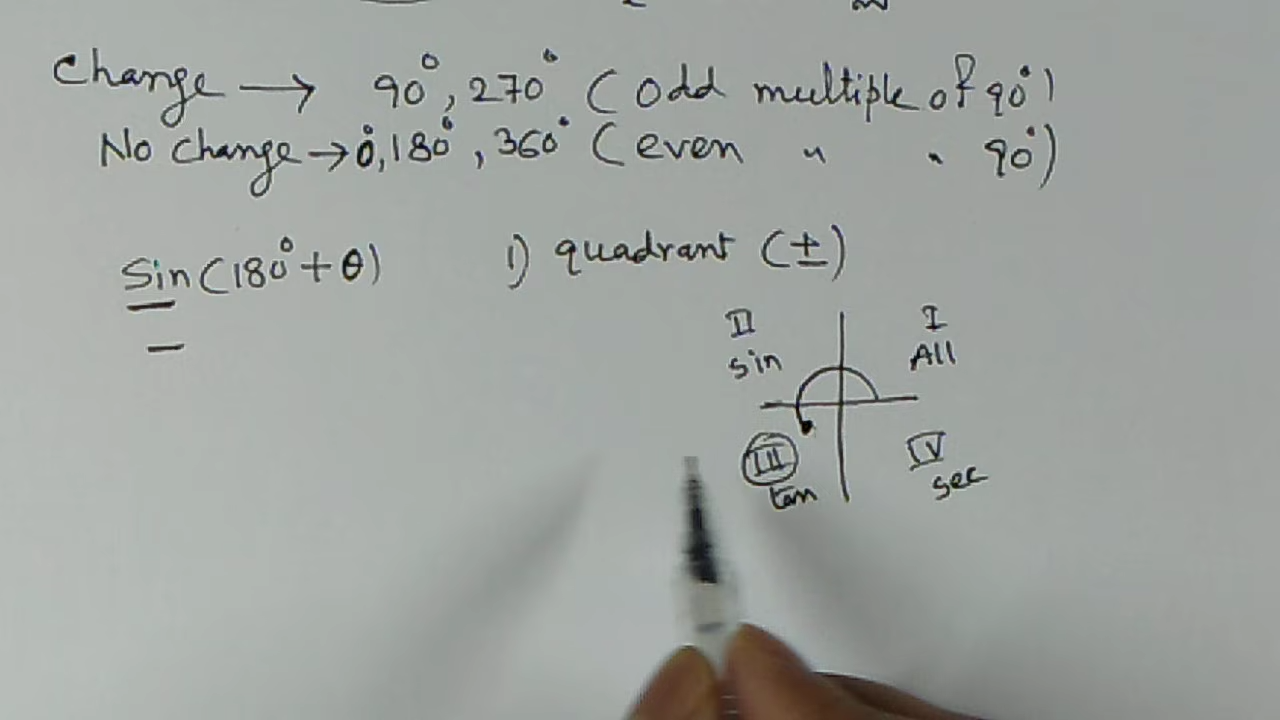 Change → 90°, 270° (Odd multiple of 90°)
No change → 0°, 180°, 360° (even " " 90°)
Sin(180° + θ) 1) quadrant (±)
II I
sin All
III IV
tan sec